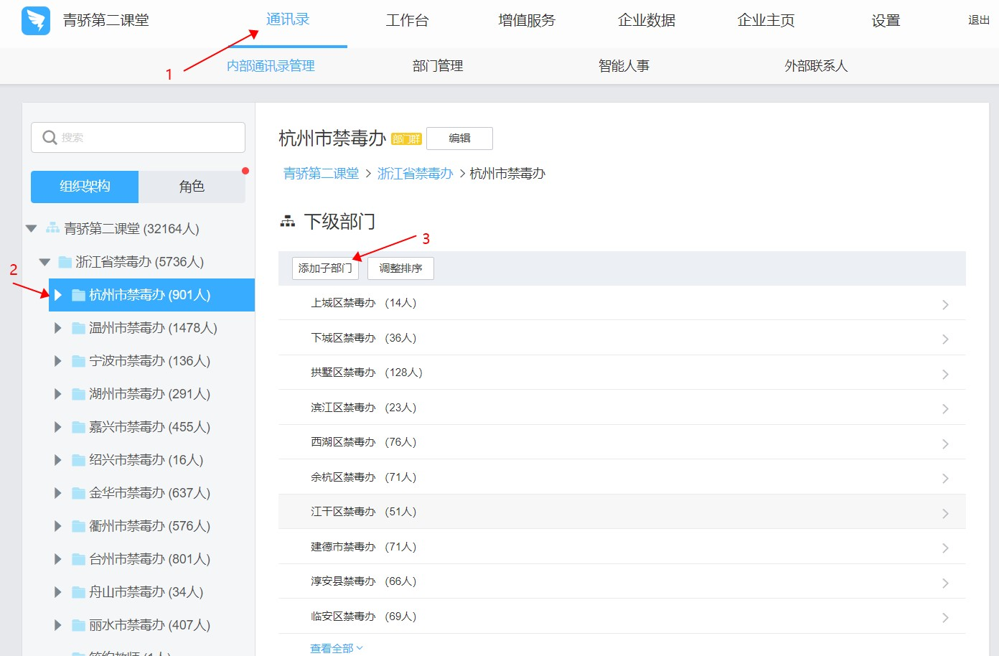 青骄第二课堂
通讯录
工作台
增值服务
企业数据
企业主页
设置
退出
1
内部通讯录管理
部门管理
智能人事
外部联系人
搜索
组织架构
角色
青骄第二课堂 (32164人)
浙江省禁毒办 (5736人)
2
杭州市禁毒办 (901人)
温州市禁毒办 (1478人)
宁波市禁毒办 (136人)
湖州市禁毒办 (291人)
嘉兴市禁毒办 (455人)
绍兴市禁毒办 (16人)
金华市禁毒办 (637人)
衢州市禁毒办 (576人)
台州市禁毒办 (801人)
舟山市禁毒办 (34人)
丽水市禁毒办 (407人)
杭州市禁毒办 部门群 编辑
青骄第二课堂 > 浙江省禁毒办 > 杭州市禁毒办
下级部门
3
添加子部门 调整排序
上城区禁毒办 (14人)
下城区禁毒办 (36人)
拱墅区禁毒办 (128人)
滨江区禁毒办 (23人)
西湖区禁毒办 (76人)
余杭区禁毒办 (71人)
江干区禁毒办 (51人)
建德市禁毒办 (71人)
淳安县禁毒办 (66人)
临安区禁毒办 (69人)
查看全部